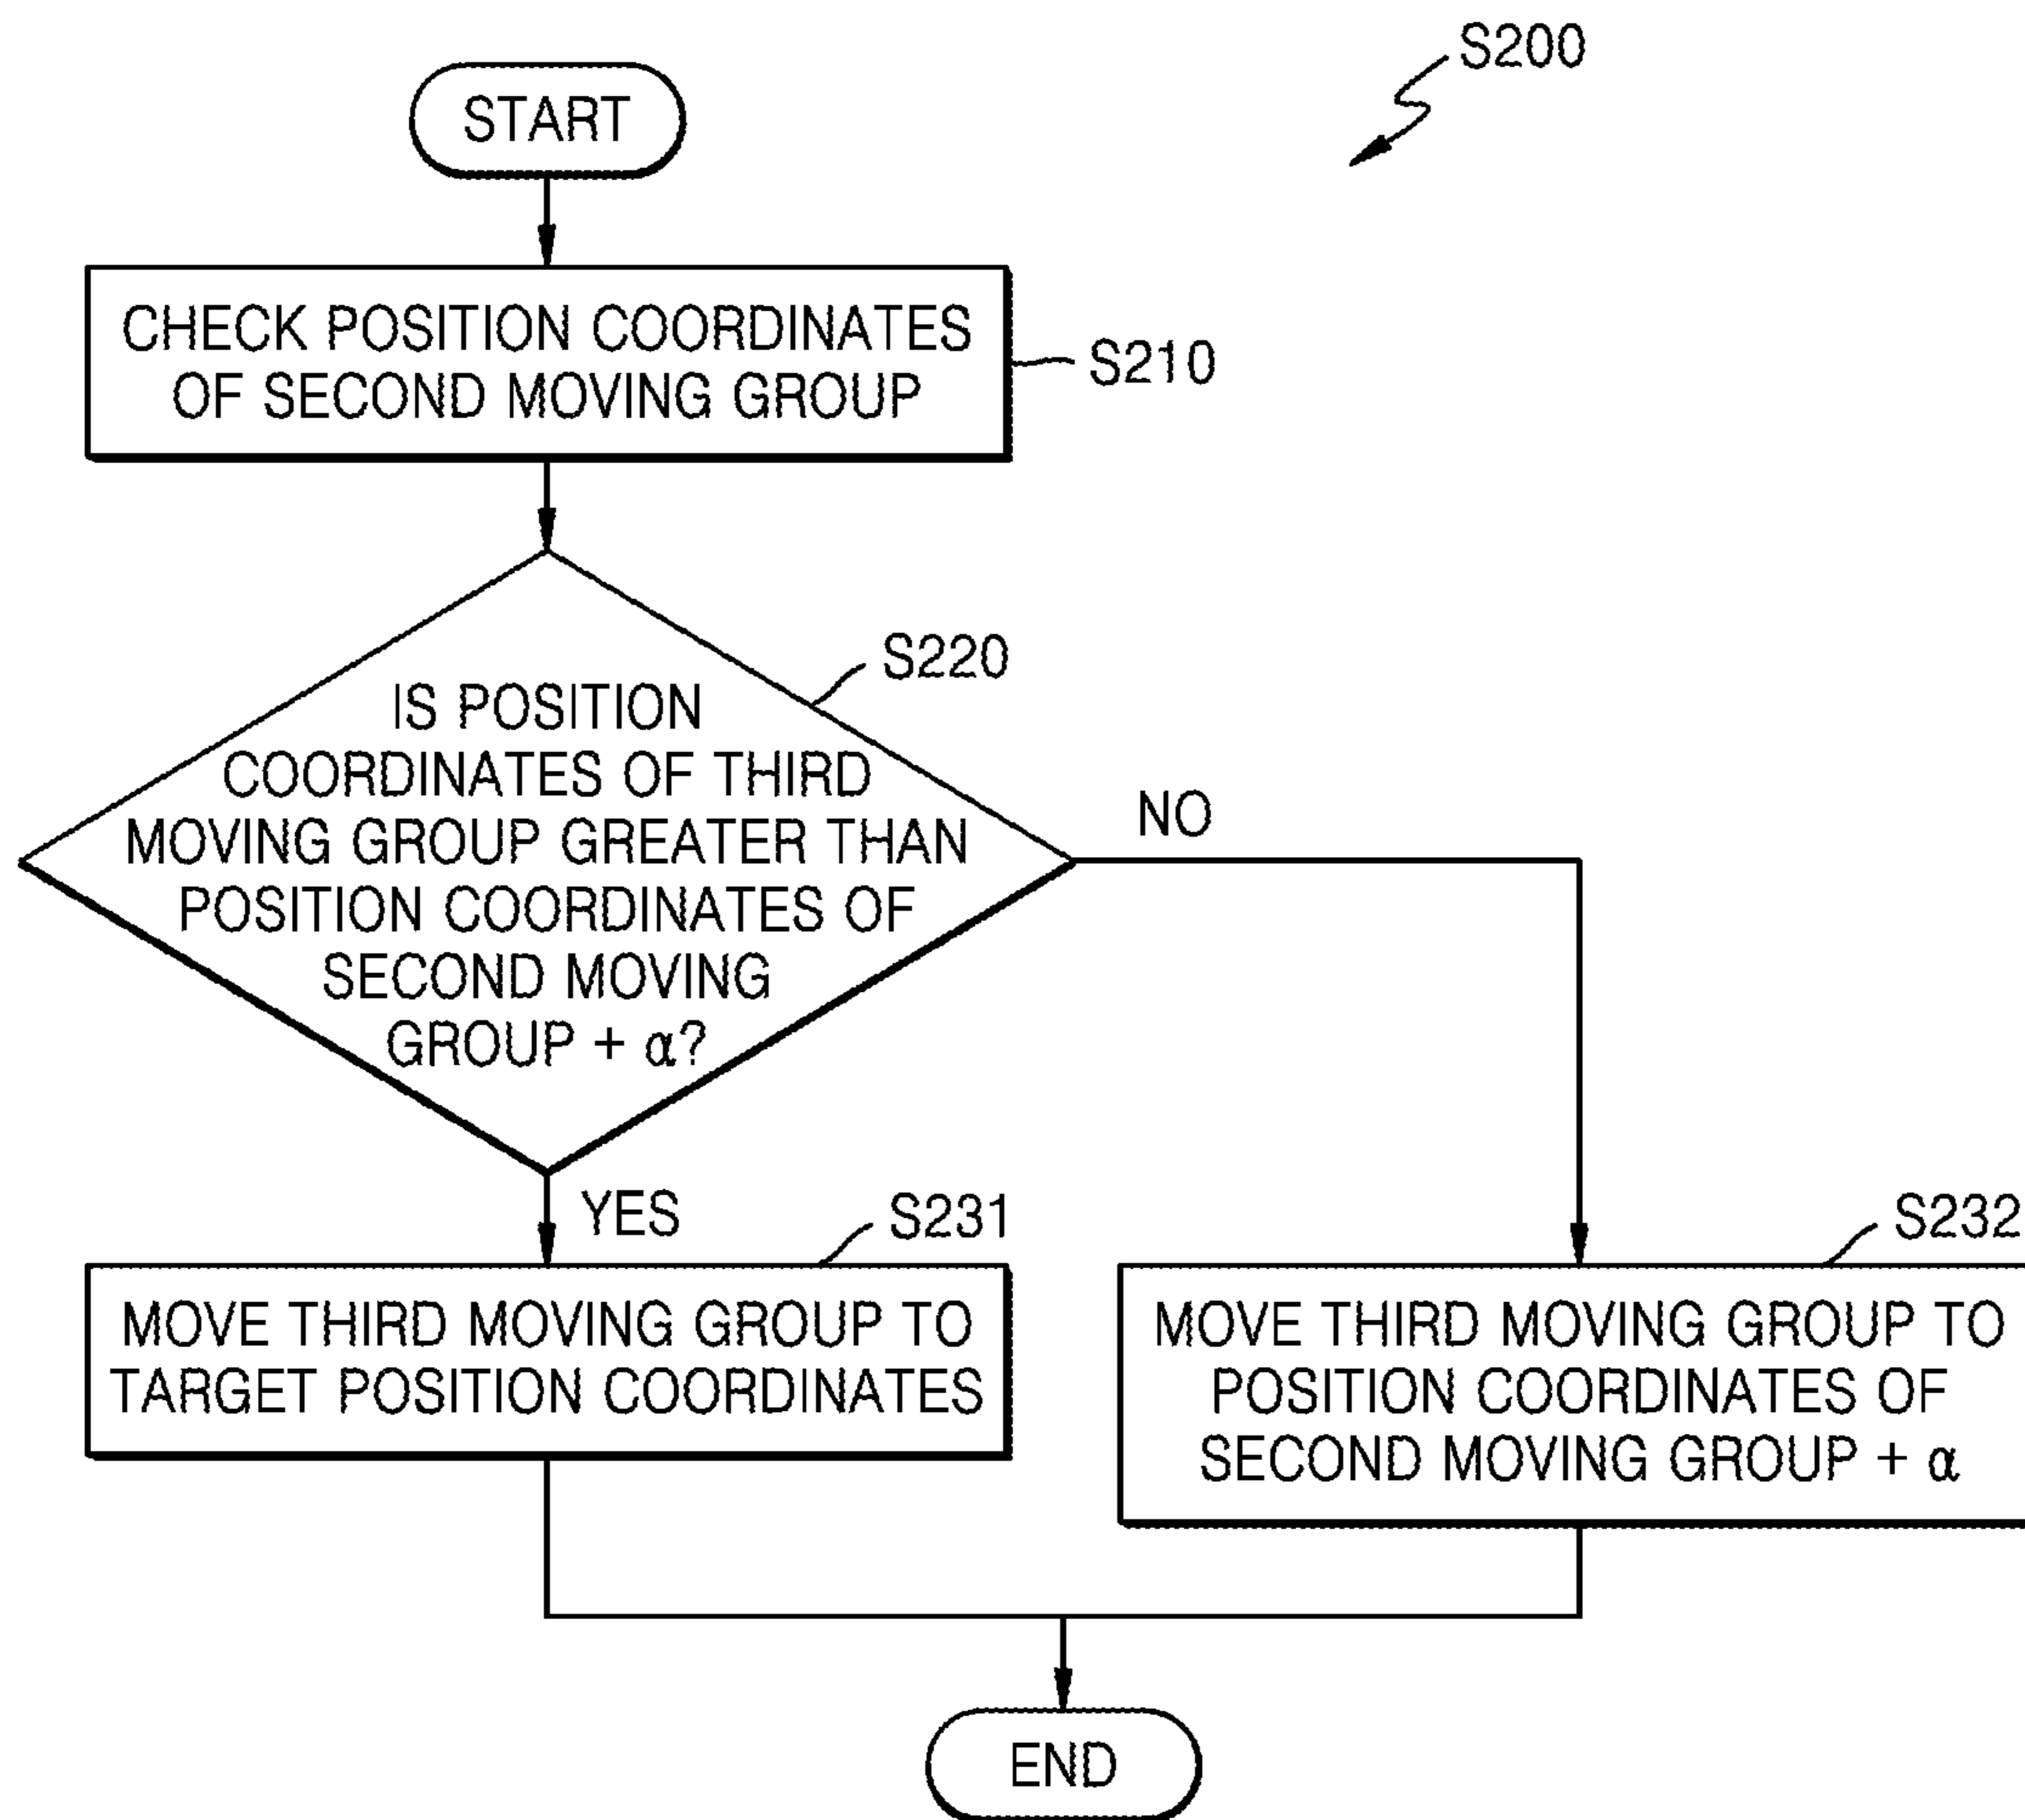 S200
START
CHECK POSITION COORDINATES
OF SECOND MOVING GROUP
S210
S220
IS POSITION
COORDINATES OF THIRD
MOVING GROUP GREATER THAN
POSITION COORDINATES OF
SECOND MOVING
GROUP + α?
NO
YES
S231
MOVE THIRD MOVING GROUP TO
TARGET POSITION COORDINATES
S232
MOVE THIRD MOVING GROUP TO
POSITION COORDINATES OF
SECOND MOVING GROUP + α
END